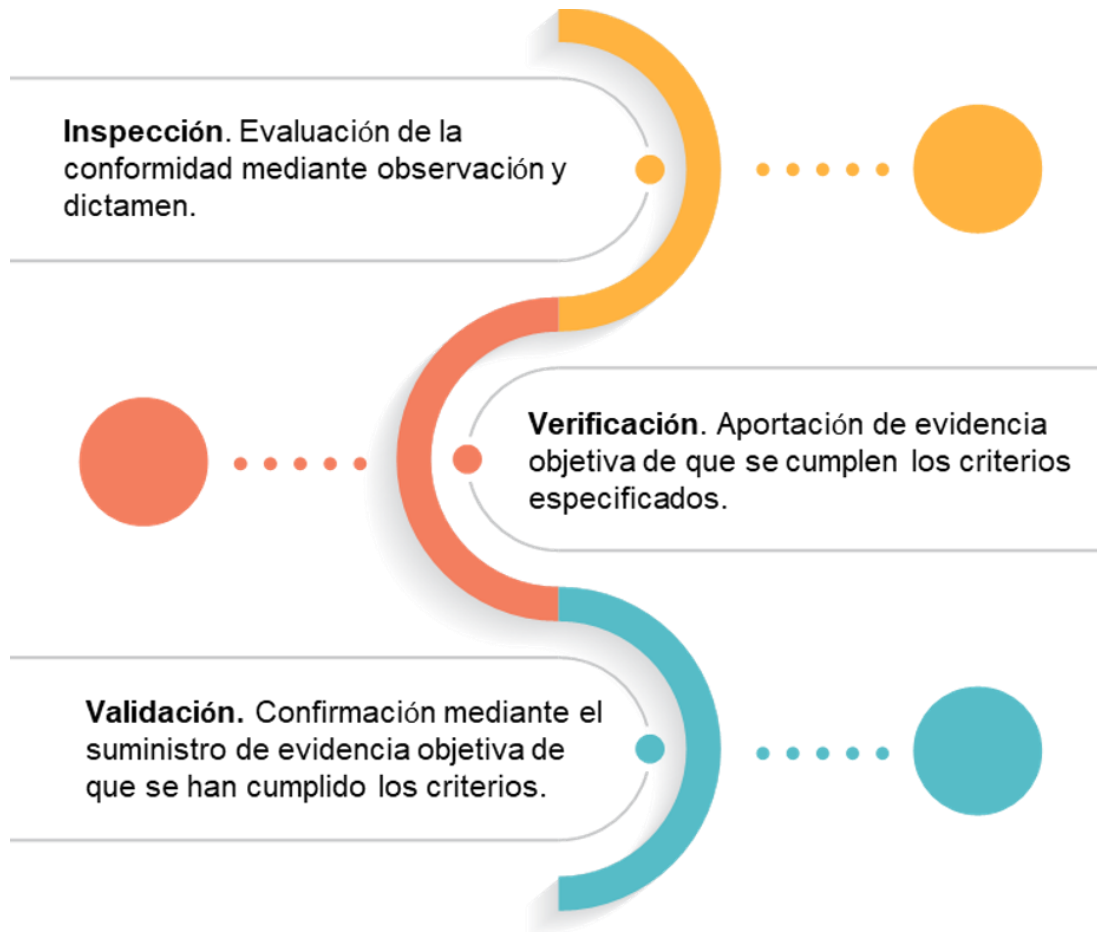 Inspección. Evaluación de la
conformidad mediante observación y
dictamen.
Verificación. Aportación de evidencia
objetiva de que se cumplen los criterios
especificados.
Validación. Confirmación mediante el
suministro de evidencia objetiva de
que se han cumplido los criterios.